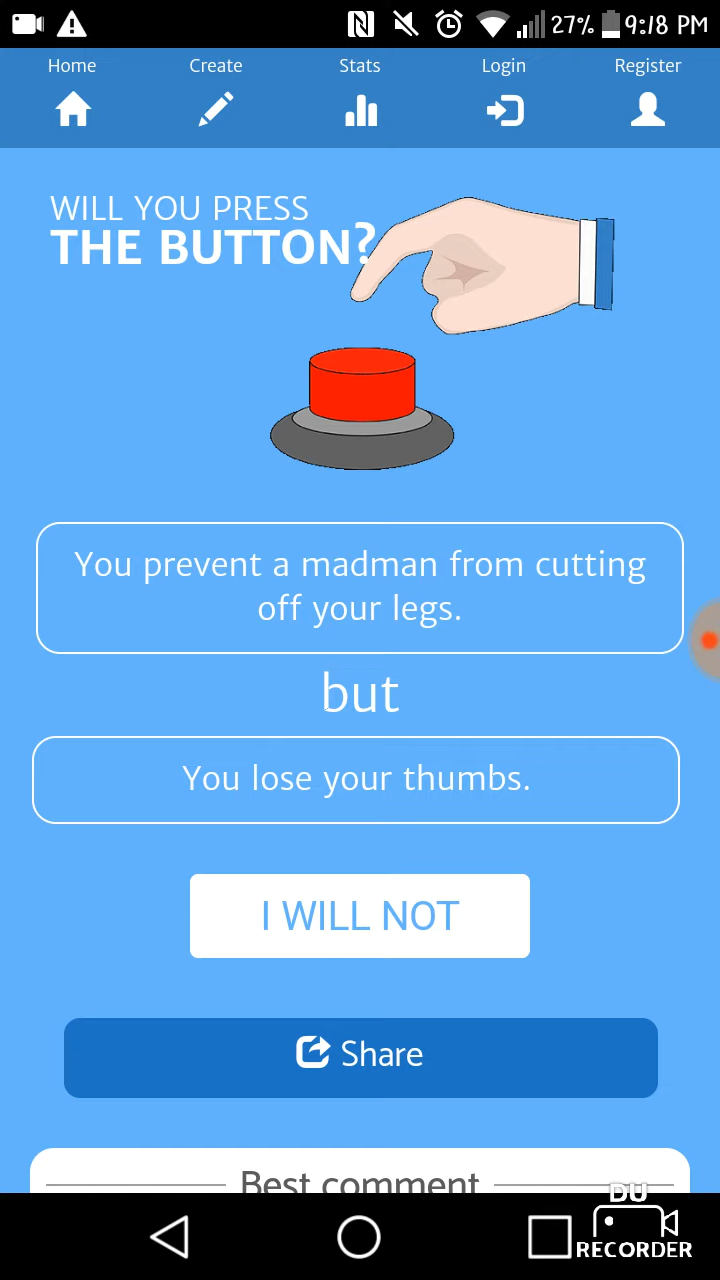 27% 9:18 PM
Home Create Stats Login Register
WILL YOU PRESS
THE BUTTON?
You prevent a madman from cutting
off your legs.
but
You lose your thumbs.
I WILL NOT
Share
Best comment
DU
RECORDER